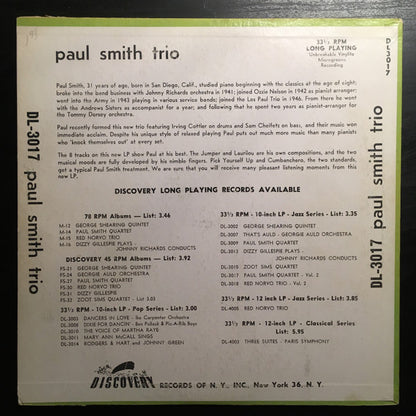 paul smith trio
33⅓ RPM
LONG PLAYING
Unbreakable Vinylite
Microgroove
Recording
DL3017
Paul Smith, 31 years of age, born in San Diego, Calif., studied piano beginning with the classics at the age of eight;
broke into the band business with Johnny Richards orchestra in 1941; joined Ozzie Nelson in 1942 as pianist-arranger;
went into the Army in 1943 playing in various service bands; joined the Les Paul Trio in 1946. From there he went
with the Andrews Sisters as accompanist for a year; and following that period spent sometime as pianist-arranger for the
Tommy Dorsey orchestra.
Paul recently formed this new trio featuring Irving Cottler on drums and Sam Cheifets on bass, and their music won
immediate acclaim. Despite his unique style of relaxed playing Paul puts out much more music than many pianists
who "knock themselves out" at every set.
The 8 tracks on this new LP show Paul at his best. The Jumper and Laurilou are his own compositions, and the two
musical moods are fully developed by his nimble fingers. Pick Yourself Up and Cumbanchero, the two standards,
get a typical Paul Smith treatment. We are sure that you will receive many pleasant listening moments from this
new LP.
DISCOVERY LONG PLAYING RECORDS AVAILABLE
78 RPM Albums — List: 3.46
M-12 GEORGE SHEARING QUINTET
M-14 PAUL SMITH QUARTET
M-15 RED NORVO TRIO
M-16 DIZZY GILLESPIE PLAYS -
JOHNNY RICHARDS CONDUCTS
DISCOVERY 45 RPM Albums — List: 3.92
FS-21 GEORGE SHEARING QUINTET
FS-24 GEORGE AULD ORCHESTRA
FS-27 PAUL SMITH QUARTET
FS-30 RED NORVO TRIO
FS-31 DIZZY GILLESPIE
FS-32 ZOOT SIMS QUARTET - List 3.03
33⅓ RPM - 10-inch LP - Pop Series - List: 3.00
DL-3003 DANCERS IN LOVE - the Carpenter Orchestra
DL-3008 DIXIE FOR DANCIN' - Ben Pollack & Pic-A-Rib Boys
DL-3010 THE VOICE OF MARTHA RAYE
DL-3011 MARY ANN McCALL SINGS
DL-3014 RODGERS & HART and JOHNNY GREEN
33⅓ RPM - 10-inch LP - Jazz Series - List: 3.35
DL-3002 GEORGE SHEARING QUINTET
DL-3007 THAT'S AULD - GEORGE AULD ORCHESTRA
DL-3009 PAUL SMITH QUARTET
DL-3013 DIZZY GILLESPIE PLAYS -
JOHNNY RICHARDS CONDUCTS
DL-3015 ZOOT SIMS QUARTET
DL-3017 PAUL SMITH QUARTET - Vol. 2
DL-3018 RED NORVO TRIO - Vol. 2
33⅓ RPM - 12 inch LP - Jazz Series - List: 3.85
DL-4003 RED NORVO TRIO
33⅓ RPM - 12-inch LP - Classical Series
List: 5.95
DL-4002 THREE SUITES - PARIS SYMPHONY
DISCOVERY
RECORDS OF N. Y., INC., New York 36, N. Y.
DL-3017 paul smith trio
DL-3017 paul smith trio